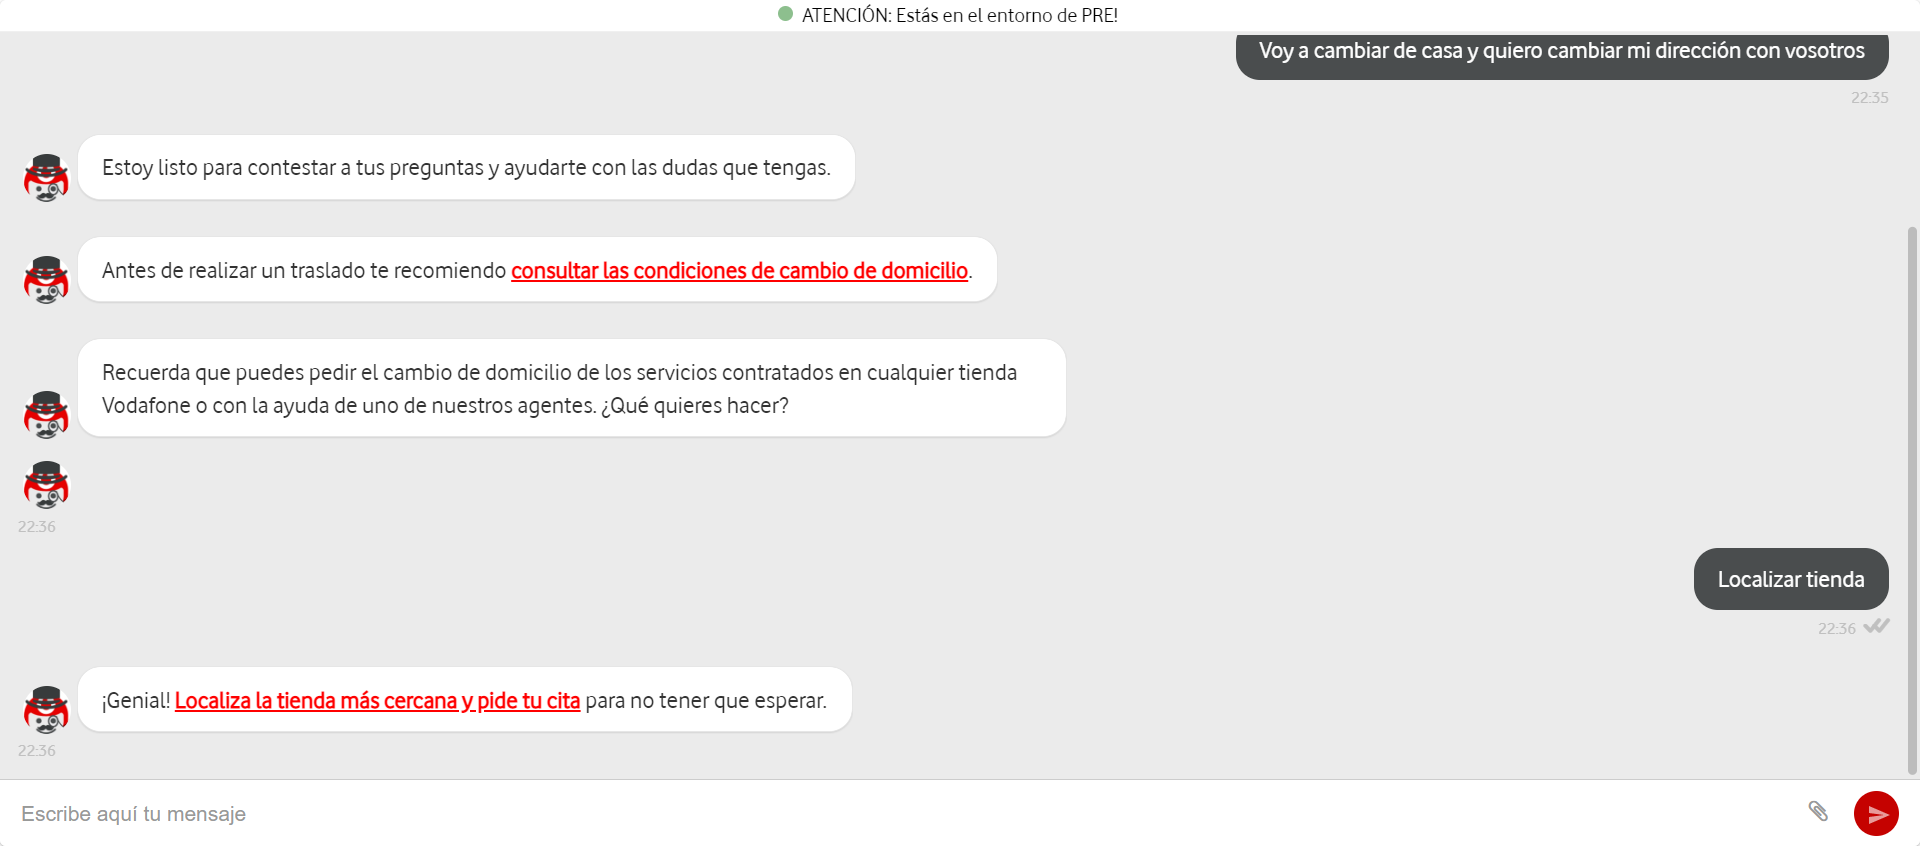 ATENCIÓN: Estás en el entorno de PRE!
Voy a cambiar de casa y quiero cambiar mi dirección con vosotros
22:35
Estoy listo para contestar a tus preguntas y ayudarte con las dudas que tengas.
Antes de realizar un traslado te recomiendo consultar las condiciones de cambio de domicilio.
Recuerda que puedes pedir el cambio de domicilio de los servicios contratados en cualquier tienda
Vodafone o con la ayuda de uno de nuestros agentes. ¿Qué quieres hacer?
22:36
Localizar tienda
22:36
¡Genial! Localiza la tienda más cercana y pide tu cita para no tener que esperar.
22:36
Escribe aquí tu mensaje